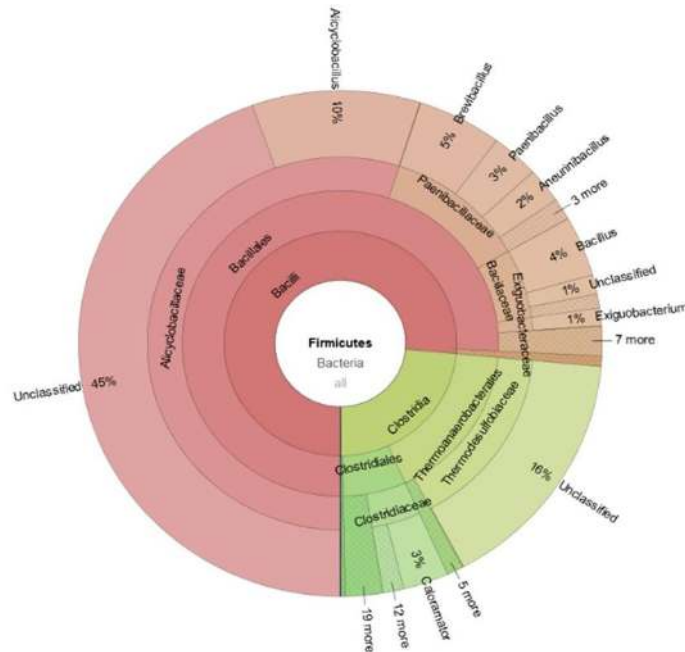 Alicyclobacillus
10%
Brevibacillus
5%
Paenibacillus
3%
Aneurinibacillus
2%
3 more
Bacillus
4%
Unclassified
1%
Exiguobacterium
1%
7 more
Paenibacillaceae
Bacillaceae
Exiguobacteraceae
Alicyclobacillaceae
Bacillales
Bacilli
Firmicutes
Bacteria
all
Unclassified
45%
Clostridia
Thermoanaerobacterales
Thermodesulfobiaceae
Clostridiales
Clostridiaceae
16%
Unclassified
3%
Caloramator
5 more
12 more
19 more